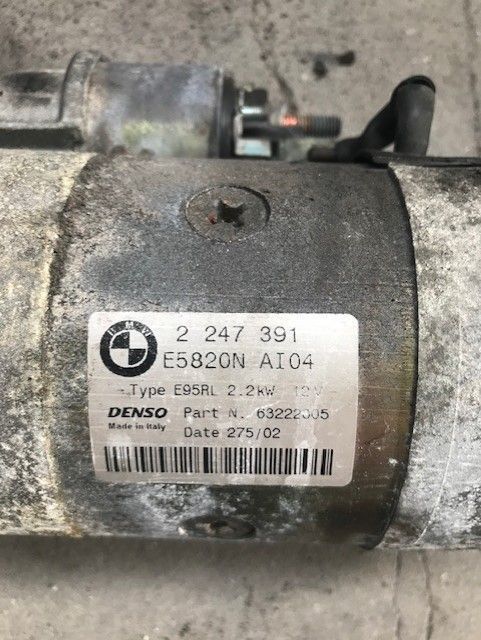 BMW
2 247 391
E5820N AI04
Type E95RL 2.2kW 12V
DENSO Part N. 63222005
Made in Italy
Date 275/02